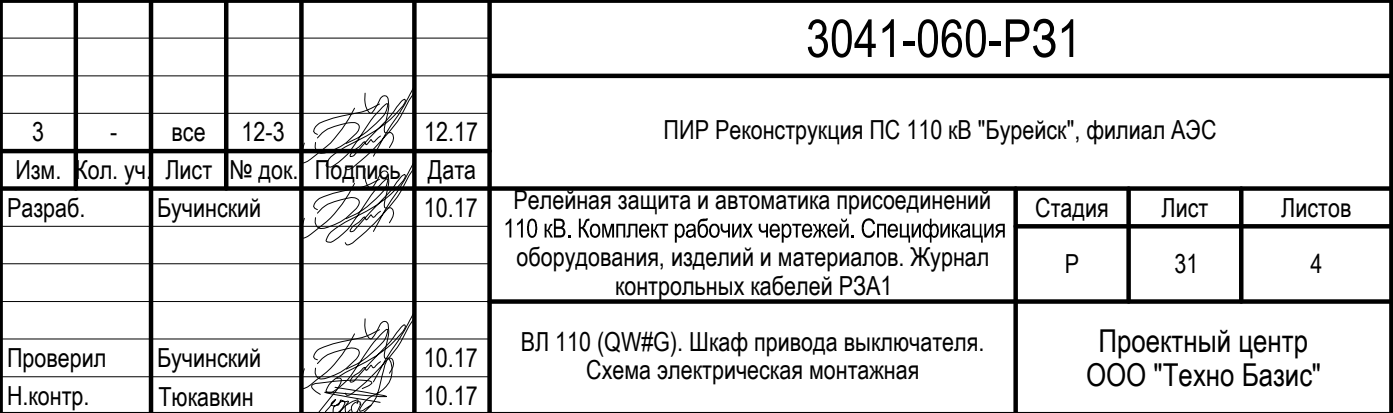 3041-060-РЗ1
3 - все 12-3 12.17
ПИР Реконструкция ПС 110 кВ "Бурейск", филиал АЭС
Изм. Кол. уч. Лист № док. Подпись Дата
Разраб. Бучинский 10.17
Релейная защита и автоматика присоединений
110 кВ. Комплект рабочих чертежей. Спецификация
оборудования, изделий и материалов. Журнал
контрольных кабелей РЗА1
Стадия Лист Листов
Р 31 4
Проверил Бучинский 10.17
Н.контр. Тюкавкин 10.17
ВЛ 110 (QW#G). Шкаф привода выключателя.
Схема электрическая монтажная
Проектный центр
ООО "Техно Базис"